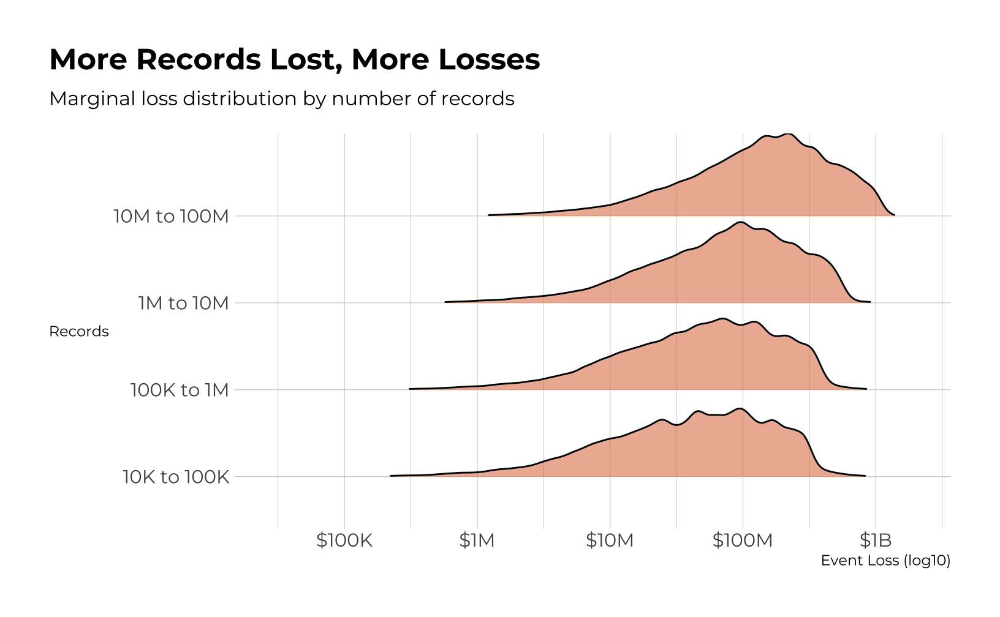 More Records Lost, More Losses
Marginal loss distribution by number of records
10M to 100M
1M to 10M
Records
100K to 1M
10K to 100K
$100K $1M $10M $100M $1B
Event Loss (log10)